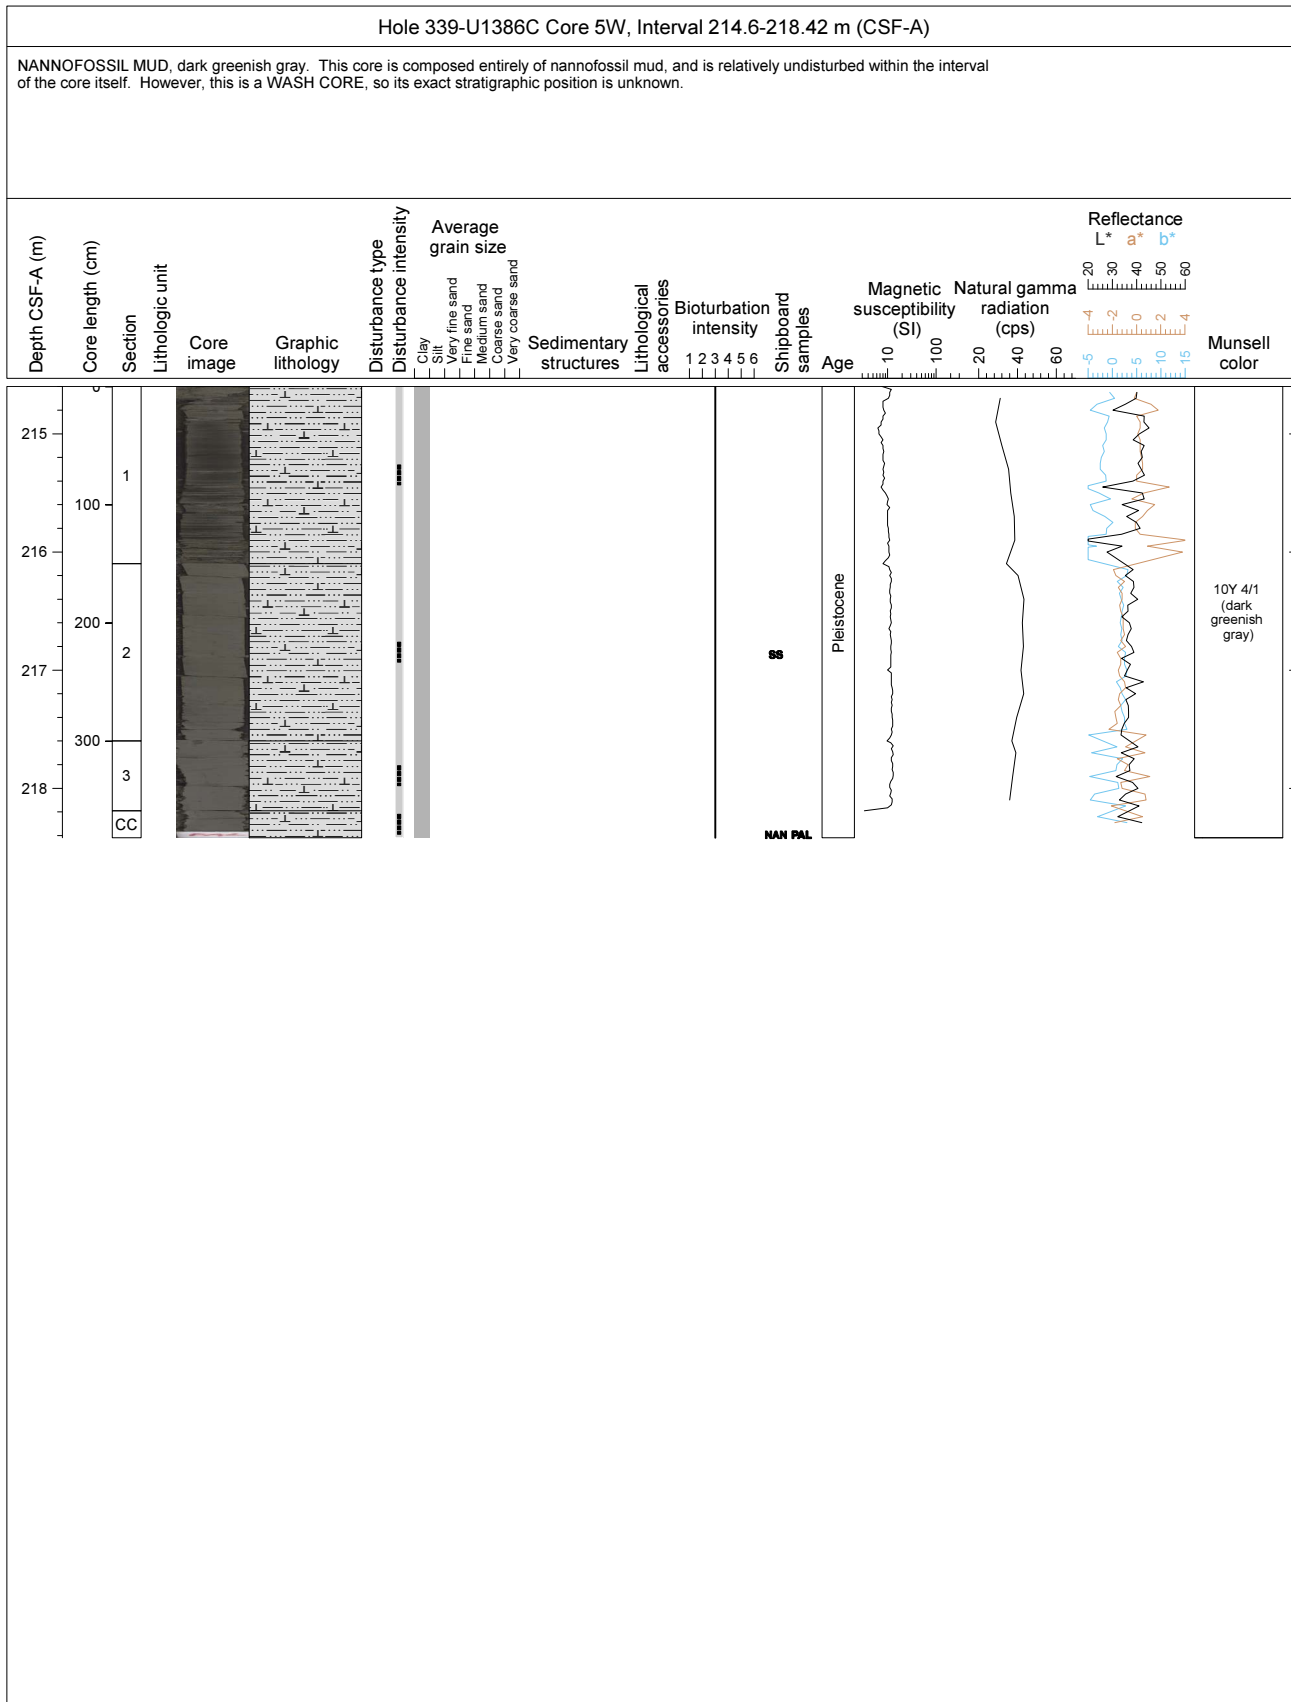 Hole 339-U1386C Core 5W, Interval 214.6-218.42 m (CSF-A)
NANNOFOSSIL MUD, dark greenish gray. This core is composed entirely of nannofossil mud, and is relatively undisturbed within the interval
of the core itself. However, this is a WASH CORE, so its exact stratigraphic position is unknown.
Depth CSF-A (m)
Core length (cm)
Section
Lithologic unit
Core
image
Graphic
lithology
Disturbance type
Disturbance intensity
Average
grain size
Clay
Silt
Very fine sand
Fine sand
Medium sand
Coarse sand
Very coarse sand
Sedimentary
structures
Lithological
accessories
Bioturbation
intensity
1 2 3 4 5 6
Shipboard
samples
Age
Magnetic
susceptibility
(SI)
10
100
Natural gamma
radiation
(cps)
20
40
60
Reflectance
L* a* b*
20 30 40 50 60
-4 -2 0 2 4
-5 0 5 10 15
Munsell
color
0
215
1
100
216
200
2
217
300
3
218
CC
SS
NAN PAL
Pleistocene
10Y 4/1
(dark
greenish
gray)